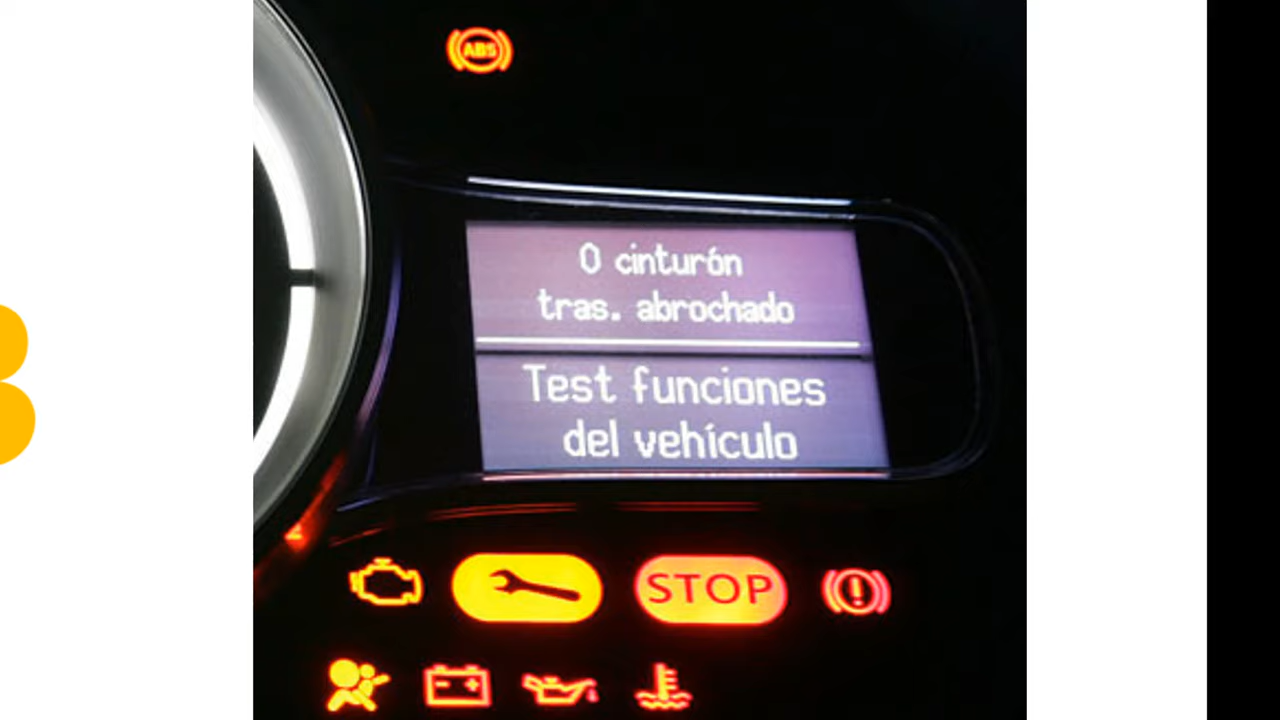 ABS
0 cinturón
tras. abrochado
Test funciones
del vehículo
STOP